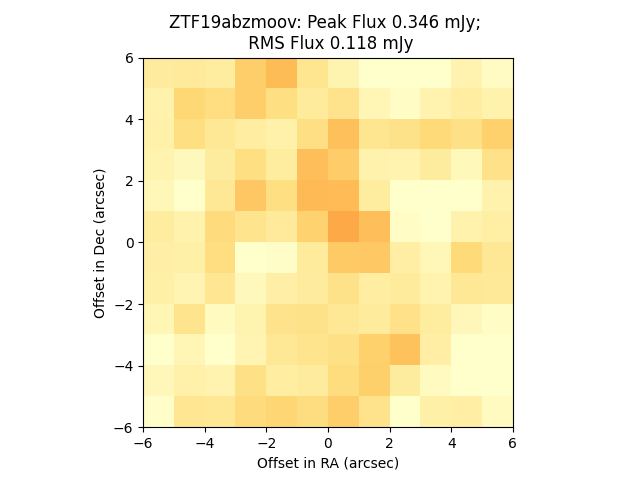 ZTF19abzmoov: Peak Flux 0.346 mJy;
RMS Flux 0.118 mJy
6
4
2
0
−2
−4
−6
Offset in Dec (arcsec)
−6 −4 −2 0 2 4 6
Offset in RA (arcsec)